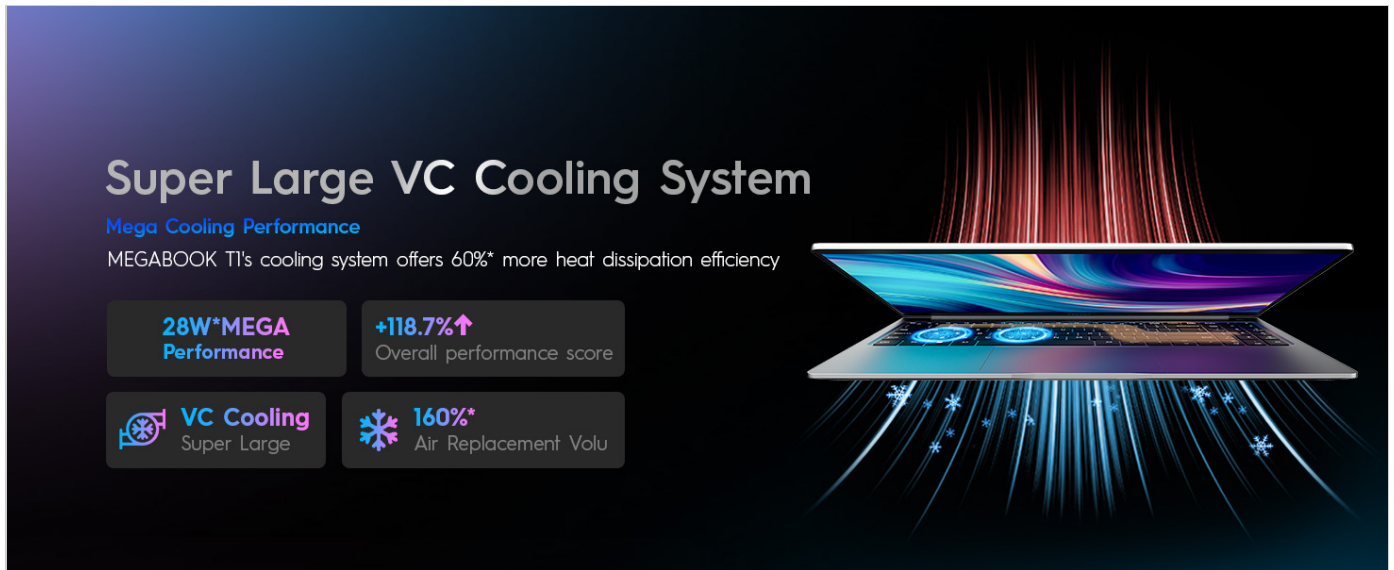 Super Large VC Cooling System
Mega Cooling Performance
MEGABOOK T1's cooling system offers 60%* more heat dissipation efficiency
28W*MEGA
Performance
+118.7%⬆
Overall performance score
VC Cooling
Super Large
160%*
Air Replacement Volu